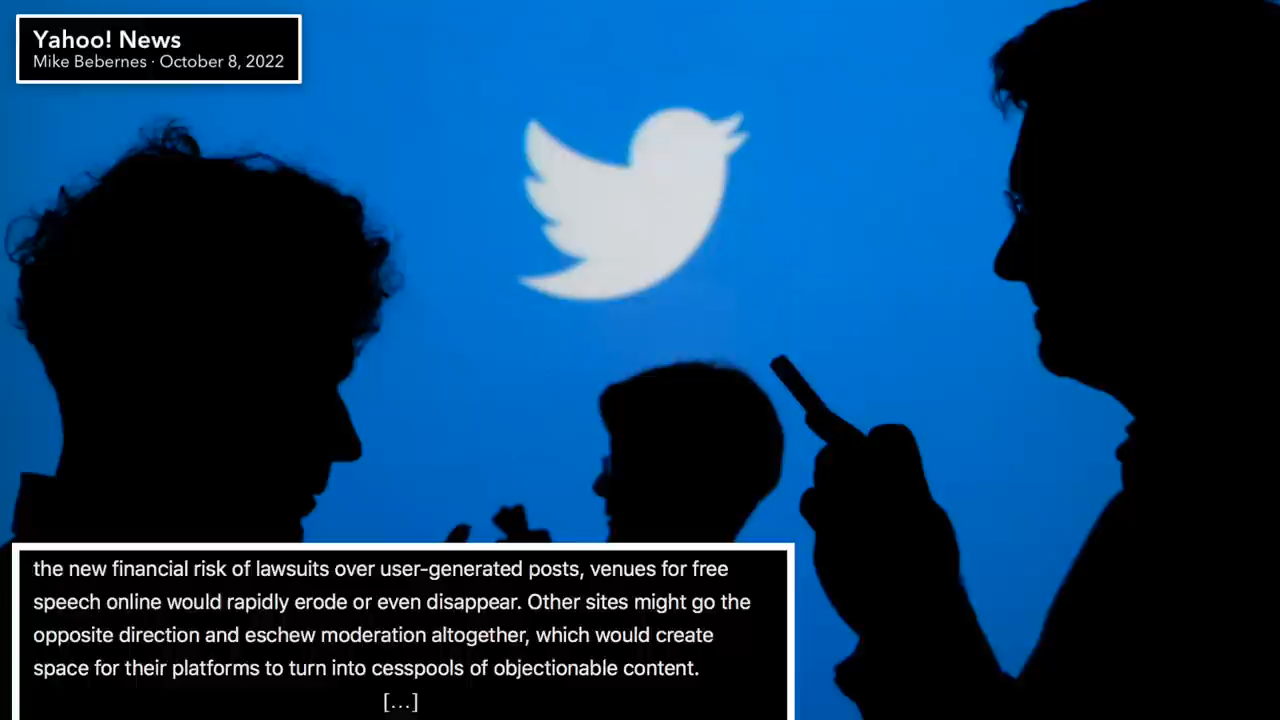 Yahoo! News
Mike Bebernes · October 8, 2022
the new financial risk of lawsuits over user-generated posts, venues for free
speech online would rapidly erode or even disappear. Other sites might go the
opposite direction and eschew moderation altogether, which would create
space for their platforms to turn into cesspools of objectionable content.
[...]